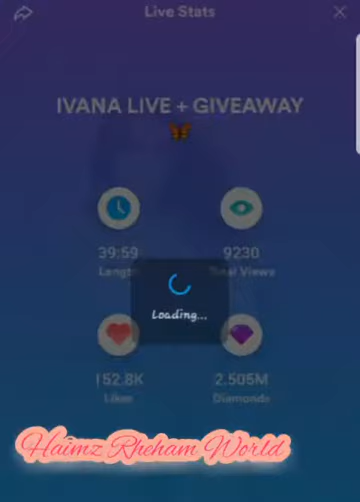 Live Stats
IVANA LIVE + GIVEAWAY
🦋
39:59 9230
Length Total Views
Loading...
152.8K 2.505M
Likes Diamonds
Haimz Rheham World